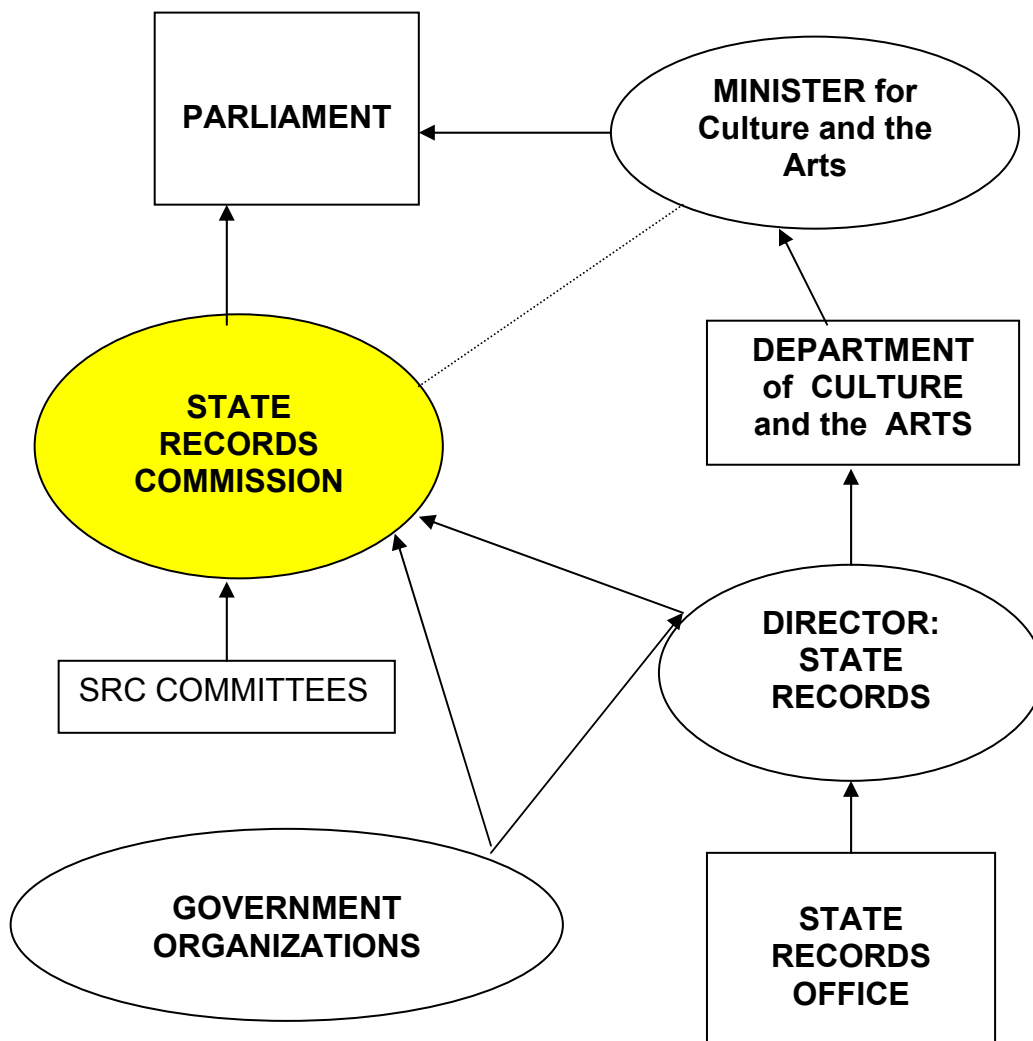 PARLIAMENT
MINISTER for
Culture and the
Arts
STATE
RECORDS
COMMISSION
DEPARTMENT
of CULTURE
and the ARTS
SRC COMMITTEES
DIRECTOR:
STATE
RECORDS
GOVERNMENT
ORGANIZATIONS
STATE
RECORDS
OFFICE